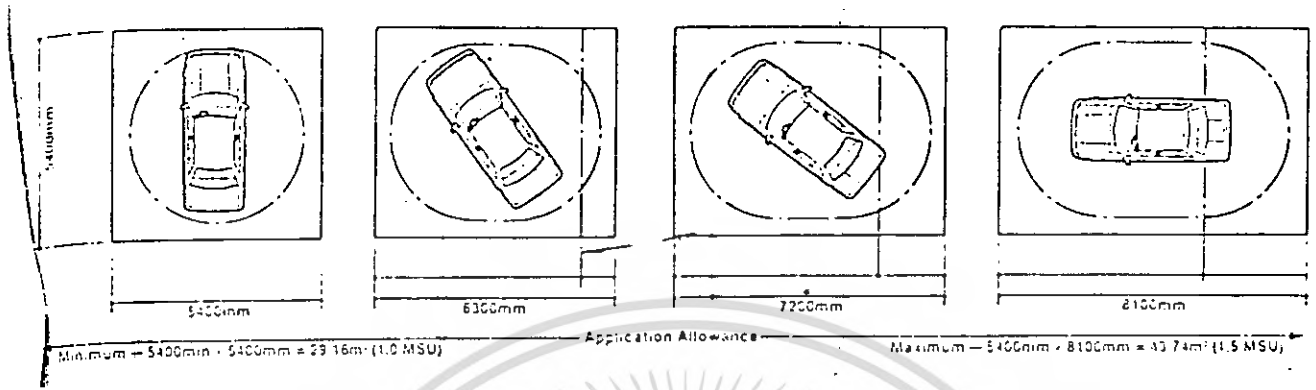 5400mm
5400mm
6300mm
7200mm
8100mm
Application Allowance
Minimum — 5400mm × 5400mm = 29.16m² (1.0 MSU)
Maximum — 5400mm × 8100mm = 43.74m² (1.5 MSU)